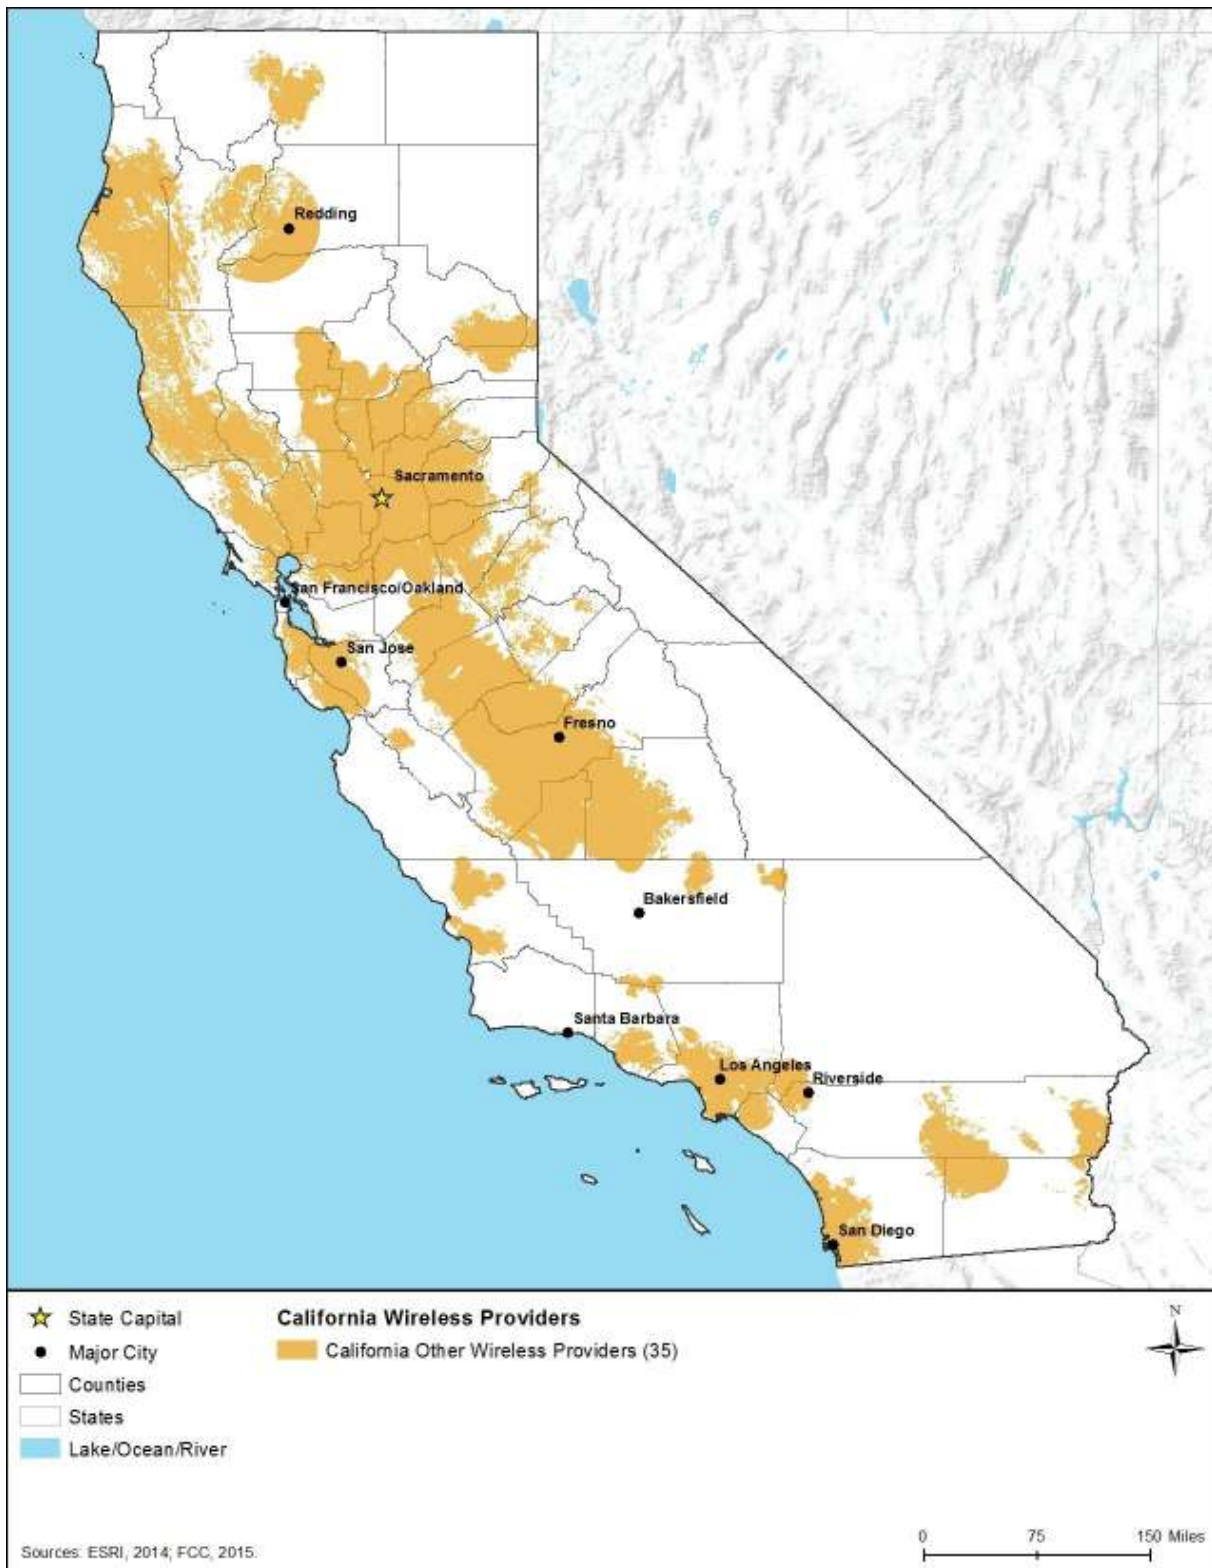 Redding
Sacramento
San Francisco/Oakland
San Jose
Fresno
Bakersfield
Santa Barbara
Los Angeles
Riverside
San Diego
State Capital
Major City
Counties
States
Lake/Ocean/River
California Wireless Providers
California Other Wireless Providers (35)
N
Sources: ESRI, 2014; FCC, 2015.
0 75 150 Miles